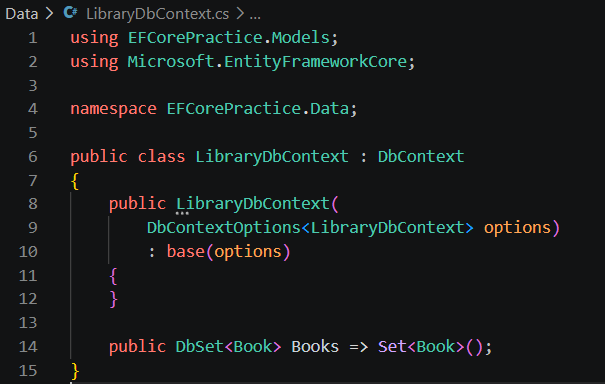 Data > LibraryDbContext.cs > ...
1 using EFCorePractice.Models;
2 using Microsoft.EntityFrameworkCore;
3
4 namespace EFCorePractice.Data;
5
6 public class LibraryDbContext : DbContext
7 {
8     public LibraryDbContext(
9         DbContextOptions<LibraryDbContext> options)
10         : base(options)
11     {
12     }
13
14     public DbSet<Book> Books => Set<Book>();
15 }